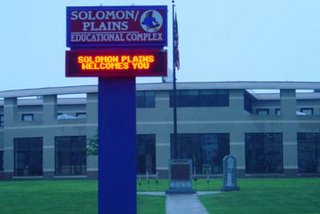 SOLOMON/
PLAINS
EDUCATIONAL COMPLEX
SOLOMON PLAINS
WELCOMES YOU